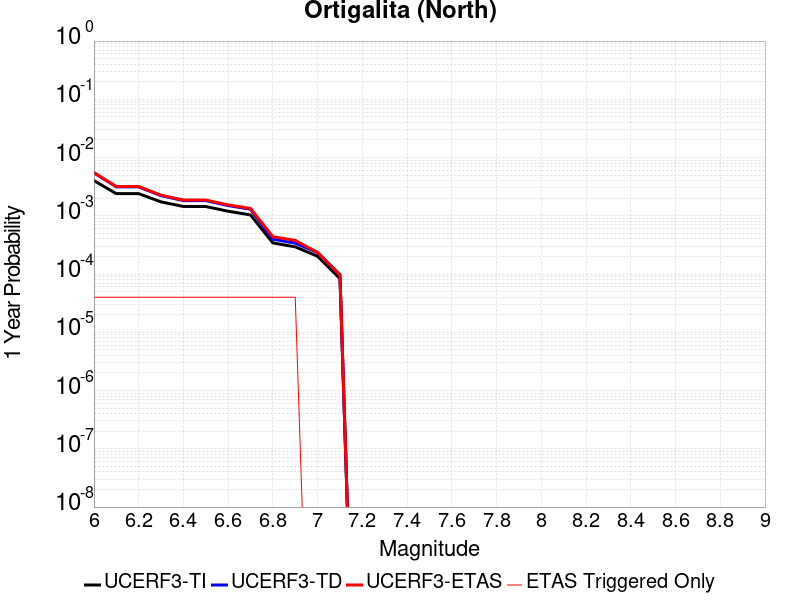 Ortigalita (North)
10^0
10^-1
10^-2
10^-3
10^-4
10^-5
10^-6
10^-7
10^-8
1 Year Probability
6 6.2 6.4 6.6 6.8 7 7.2 7.4 7.6 7.8 8 8.2 8.4 8.6 8.8 9
Magnitude
UCERF3-TI UCERF3-TD UCERF3-ETAS ETAS Triggered Only